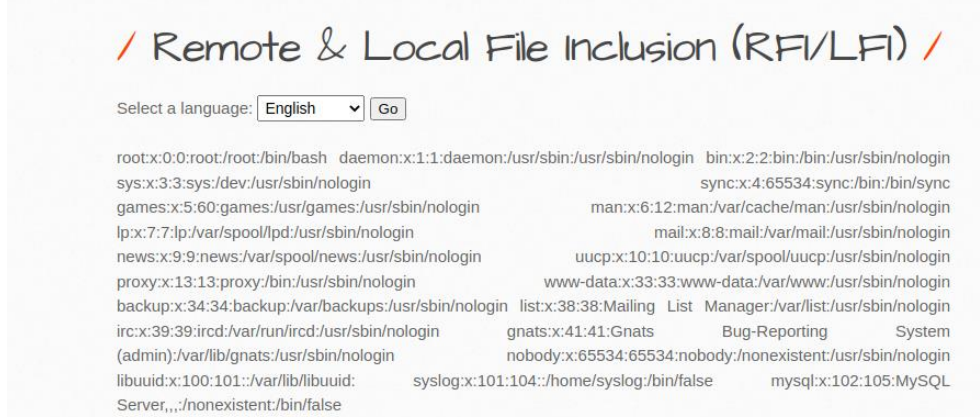 / Remote & Local File Inclusion (RFI/LFI) /
Select a language: English Go
root:x:0:0:root:/root:/bin/bash daemon:x:1:1:daemon:/usr/sbin:/usr/sbin/nologin bin:x:2:2:bin:/bin:/usr/sbin/nologin
sys:x:3:3:sys:/dev:/usr/sbin/nologin sync:x:4:65534:sync:/bin:/bin/sync
games:x:5:60:games:/usr/games:/usr/sbin/nologin man:x:6:12:man:/var/cache/man:/usr/sbin/nologin
lp:x:7:7:lp:/var/spool/lpd:/usr/sbin/nologin mail:x:8:8:mail:/var/mail:/usr/sbin/nologin
news:x:9:9:news:/var/spool/news:/usr/sbin/nologin uucp:x:10:10:uucp:/var/spool/uucp:/usr/sbin/nologin
proxy:x:13:13:proxy:/bin:/usr/sbin/nologin www-data:x:33:33:www-data:/var/www:/usr/sbin/nologin
backup:x:34:34:backup:/var/backups:/usr/sbin/nologin list:x:38:38:Mailing List Manager:/var/list:/usr/sbin/nologin
irc:x:39:39:ircd:/var/run/ircd:/usr/sbin/nologin gnats:x:41:41:Gnats Bug-Reporting System
(admin):/var/lib/gnats:/usr/sbin/nologin nobody:x:65534:65534:nobody:/nonexistent:/usr/sbin/nologin
libuuid:x:100:101::/var/lib/libuuid: syslog:x:101:104::/home/syslog:/bin/false mysql:x:102:105:MySQL
Server,,,:/nonexistent:/bin/false